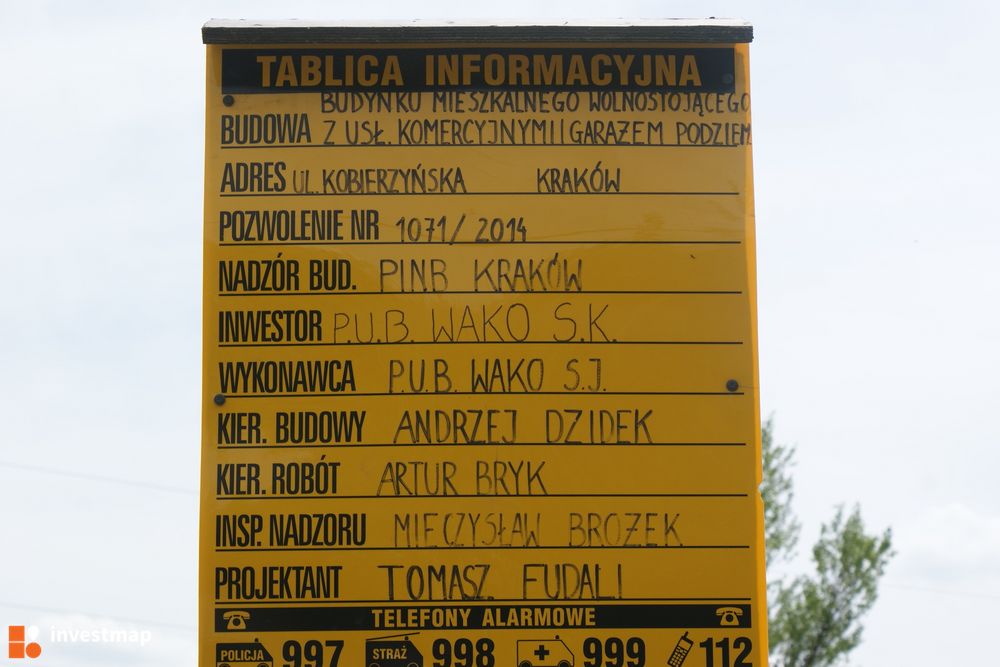 TABLICA INFORMACYJNA
BUDYNKU MIESZKALNEGO WOLNOSTOJĄCEGO
BUDOWA Z USŁ. KOMERCYJNYMI I GARAŻEM PODZIEM
ADRES UL. KOBIERZYŃSKA KRAKÓW
POZWOLENIE NR 1071/2014
NADZÓR BUD. PINB KRAKÓW
INWESTOR P.U.B. WAKO S.K.
WYKONAWCA P.U.B. WAKO S.J.
KIER. BUDOWY ANDRZEJ DZIDEK
KIER. ROBÓT ARTUR BRYK
INSP. NADZORU MIECZYSŁAW BROŻEK
PROJEKTANT TOMASZ FUDALI
TELEFONY ALARMOWE
POLICJA 997 STRAŻ 998 999 112
investmap